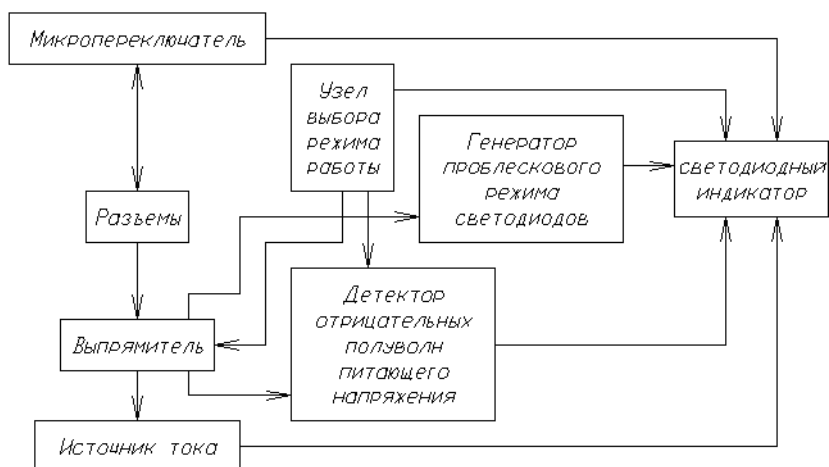 Микропереключатель
Узел
выбора
режима
работы
Генератор
проблескового
режима
светодиодов
светодиодный
индикатор
Разъемы
Детектор
отрицательных
полуволн
питающего
напряжения
Выпрямитель
Источник тока